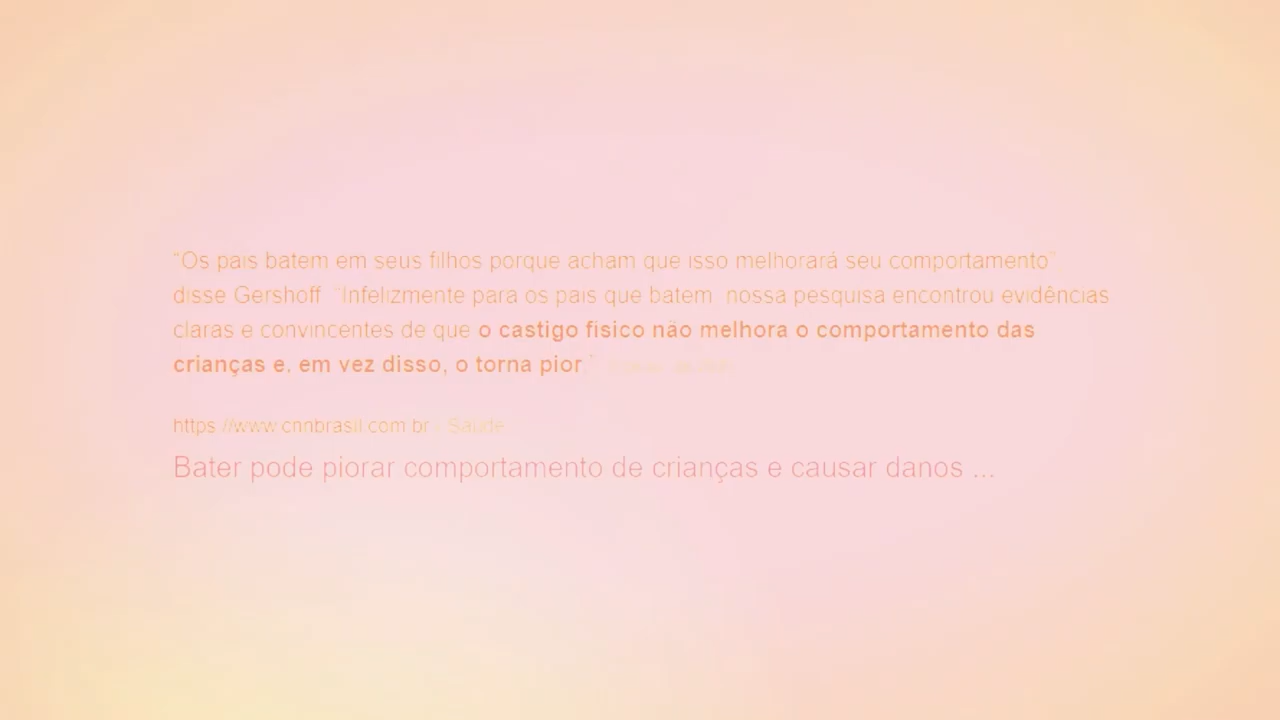 “Os pais batem em seus filhos porque acham que isso melhorará seu comportamento”
disse Gershoff “Infelizmente para os pais que batem nossa pesquisa encontrou evidências
claras e convincentes de que o castigo físico não melhora o comportamento das
crianças e, em vez disso, o torna pior.”
https //www cnnbrasil com br › Saúde
Bater pode piorar comportamento de crianças e causar danos ...